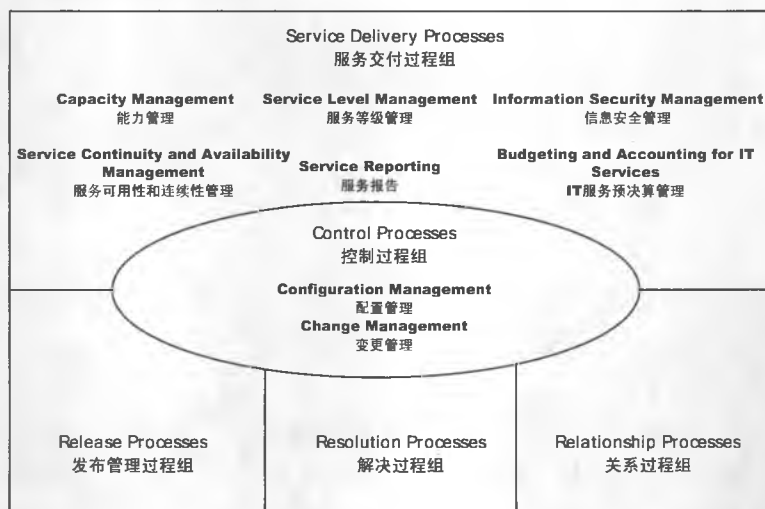 Service Delivery Processes
服务交付过程组
Capacity Management
能力管理
Service Level Management
服务等级管理
Information Security Management
信息安全管理
Service Continuity and Availability
Management
服务可用性和连续性管理
Service Reporting
服务报告
Budgeting and Accounting for IT
Services
IT服务预决算管理
Control Processes
控制过程组
Configuration Management
配置管理
Change Management
变更管理
Release Processes
发布管理过程组
Resolution Processes
解决过程组
Relationship Processes
关系过程组